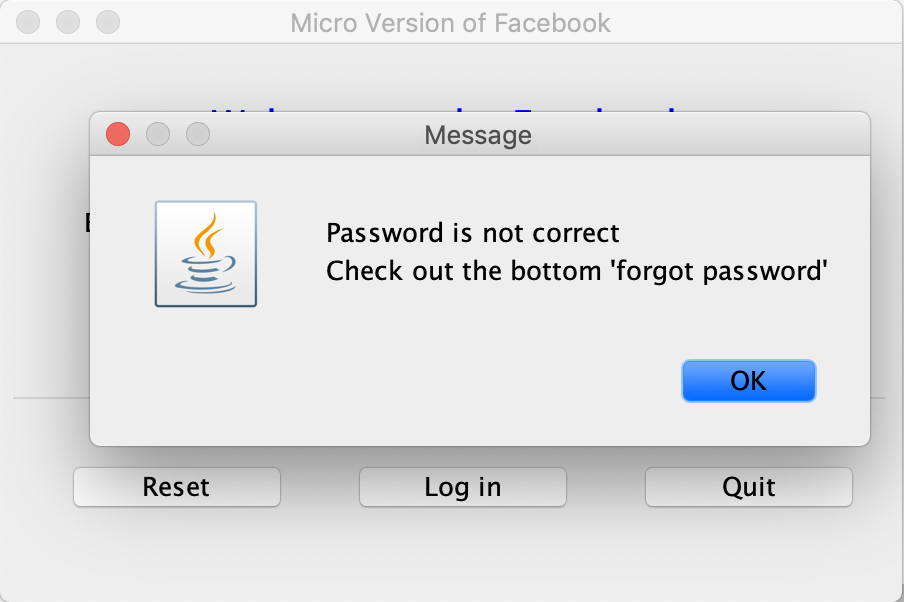 Micro Version of Facebook
Message
Password is not correct
Check out the bottom 'forgot password'
OK
Reset
Log in
Quit